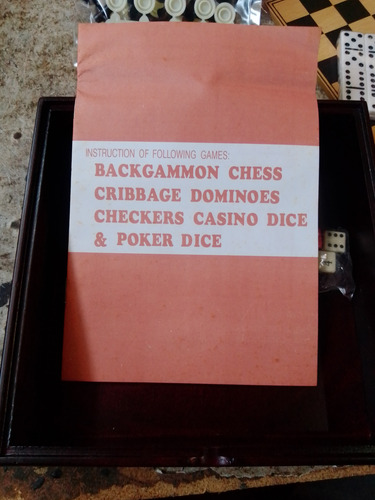 INSTRUCTION OF FOLLOWING GAMES:
BACKGAMMON CHESS
CRIBBAGE DOMINOES
CHECKERS CASINO DICE
& POKER DICE